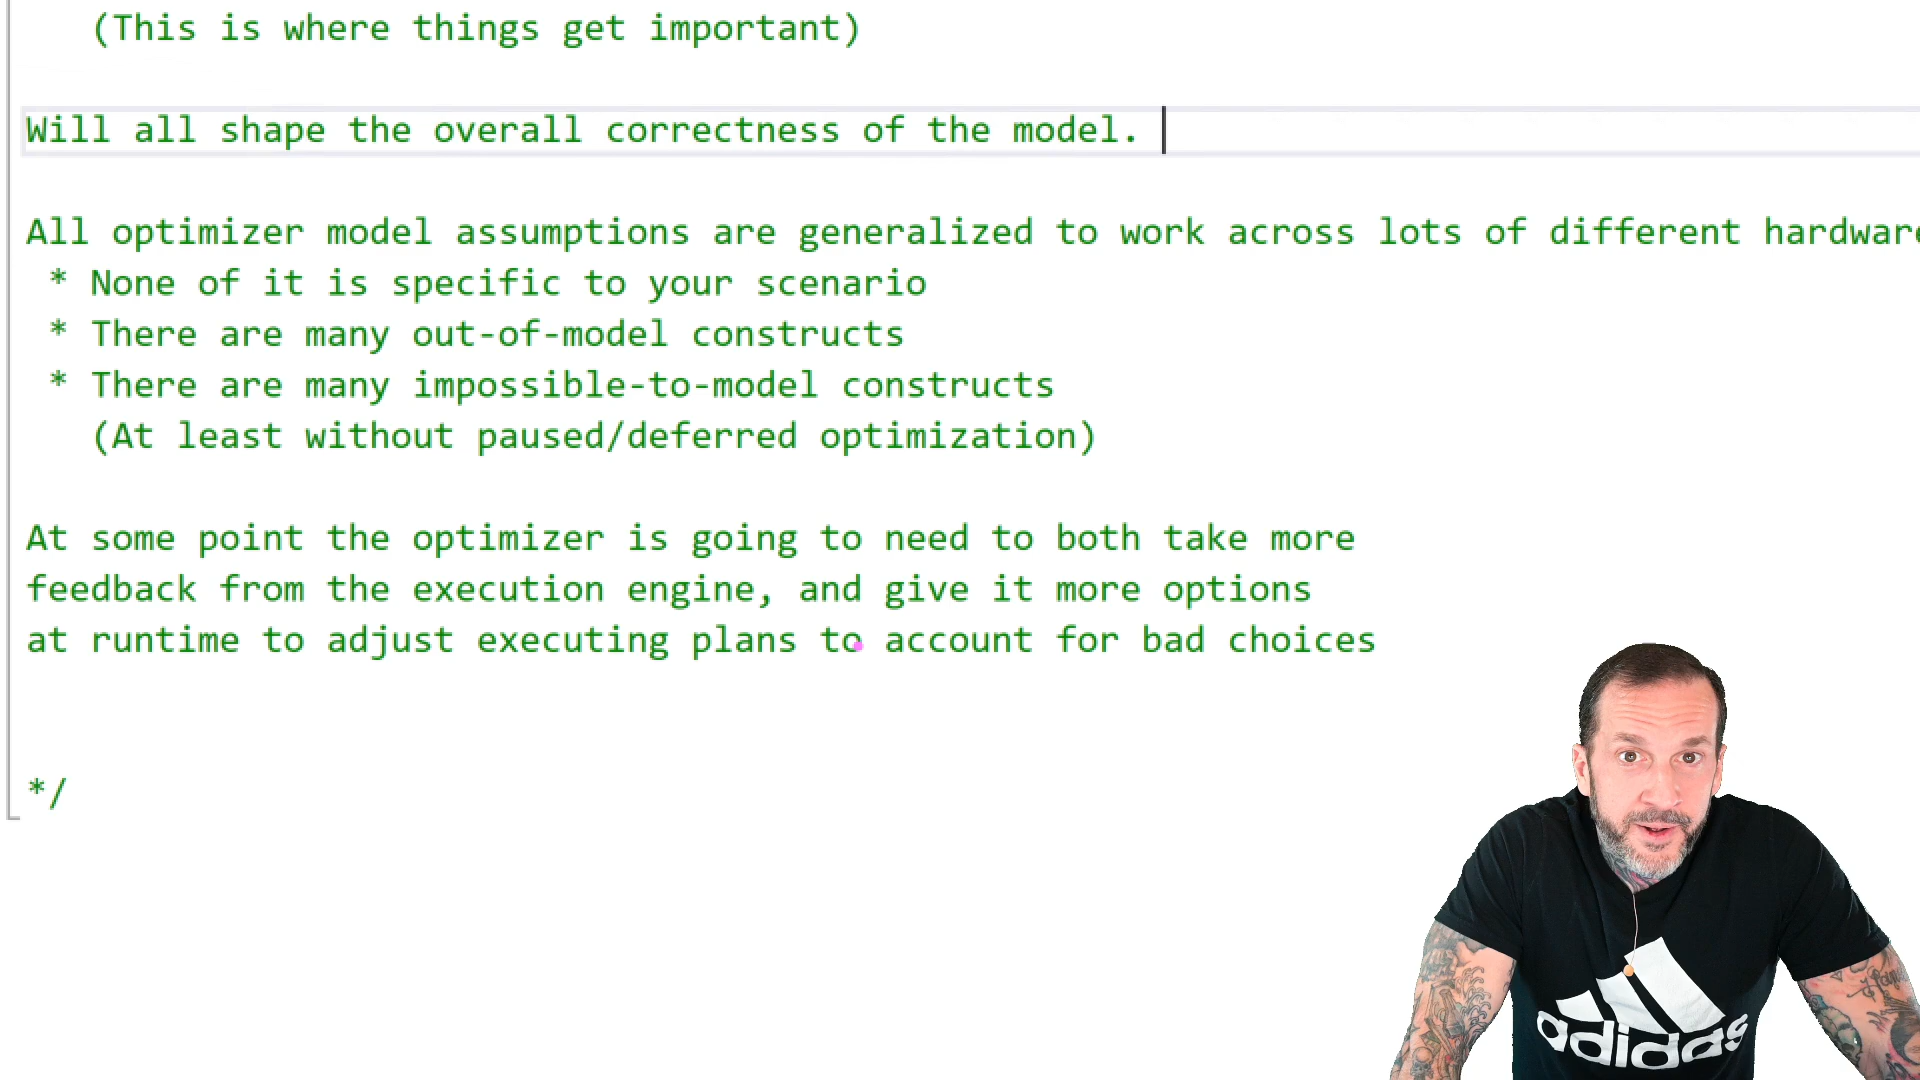 (This is where things get important)
Will all shape the overall correctness of the model.
All optimizer model assumptions are generalized to work across lots of different hardware
* None of it is specific to your scenario
* There are many out-of-model constructs
* There are many impossible-to-model constructs
(At least without paused/deferred optimization)
At some point the optimizer is going to need to both take more
feedback from the execution engine, and give it more options
at runtime to adjust executing plans to account for bad choices
*/
adidas